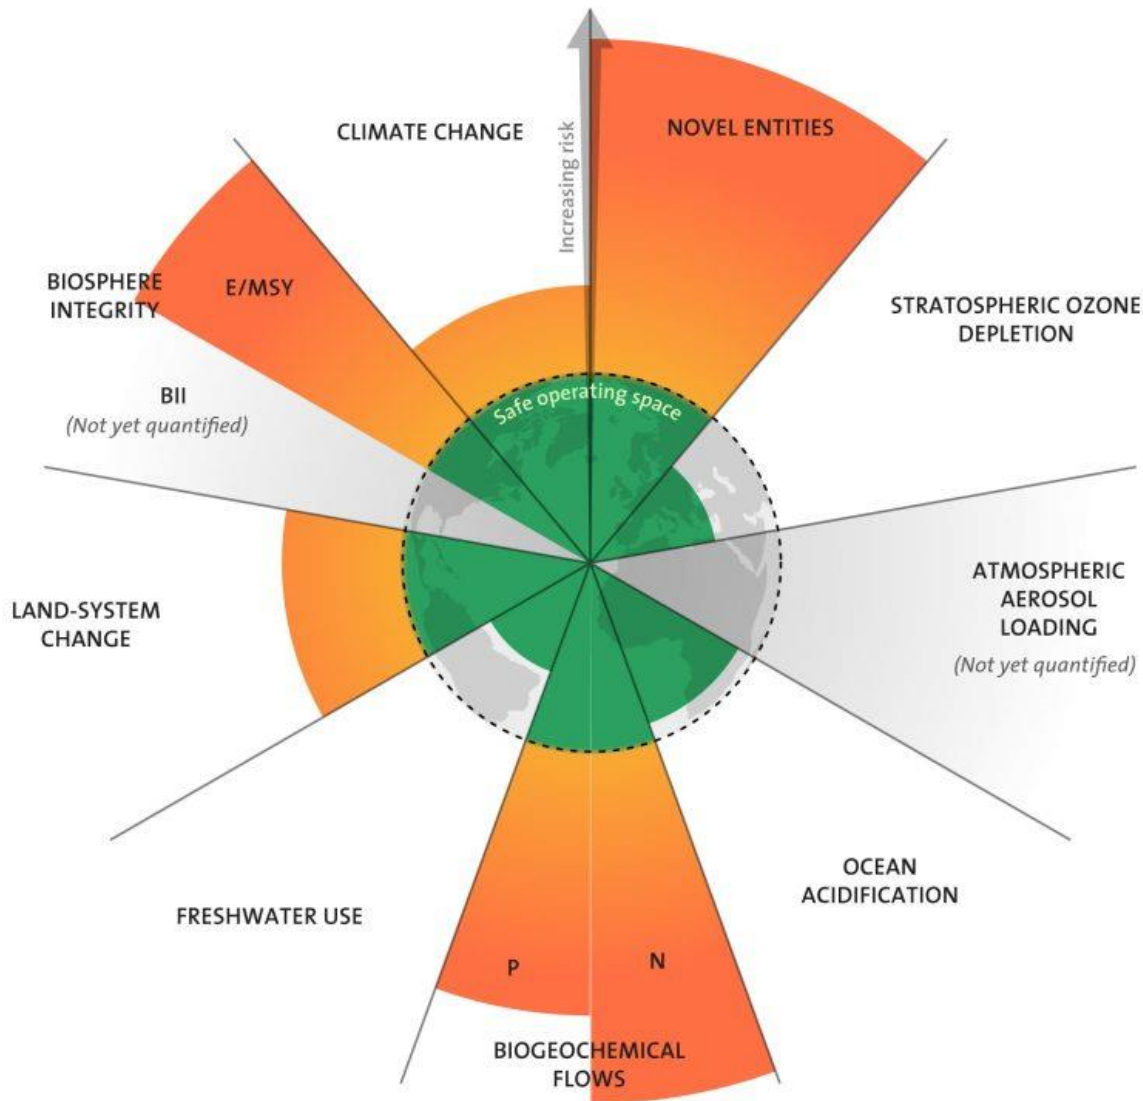 CLIMATE CHANGE
NOVEL ENTITIES
Increasing risk
BIOSPHERE
INTEGRITY
E/MSY
STRATOSPHERIC OZONE
DEPLETION
BII
(Not yet quantified)
Safe operating space
LAND-SYSTEM
CHANGE
ATMOSPHERIC
AEROSOL
LOADING
(Not yet quantified)
OCEAN
ACIDIFICATION
FRESHWATER USE
P
N
BIOGEOCHEMICAL
FLOWS